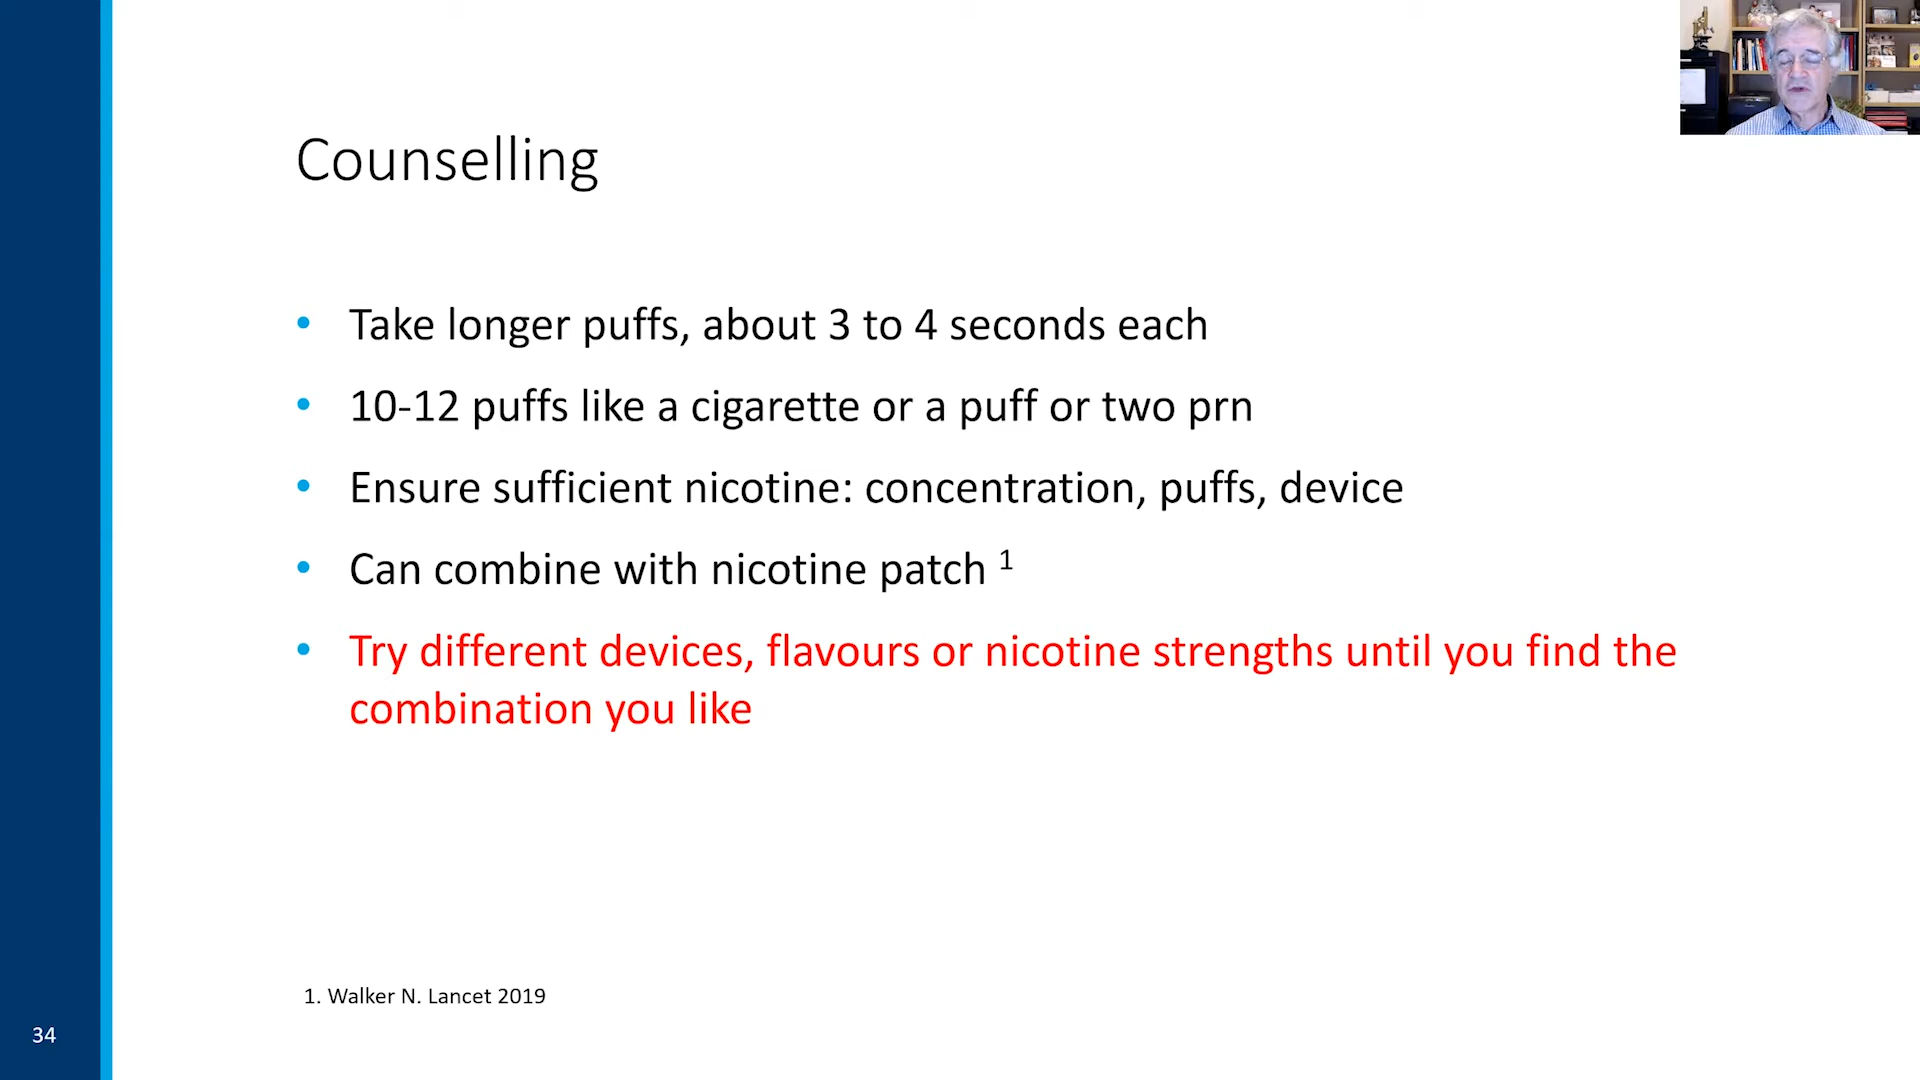 Counselling
• Take longer puffs, about 3 to 4 seconds each
• 10-12 puffs like a cigarette or a puff or two prn
• Ensure sufficient nicotine: concentration, puffs, device
• Can combine with nicotine patch 1
• Try different devices, flavours or nicotine strengths until you find the
combination you like
1. Walker N. Lancet 2019
34